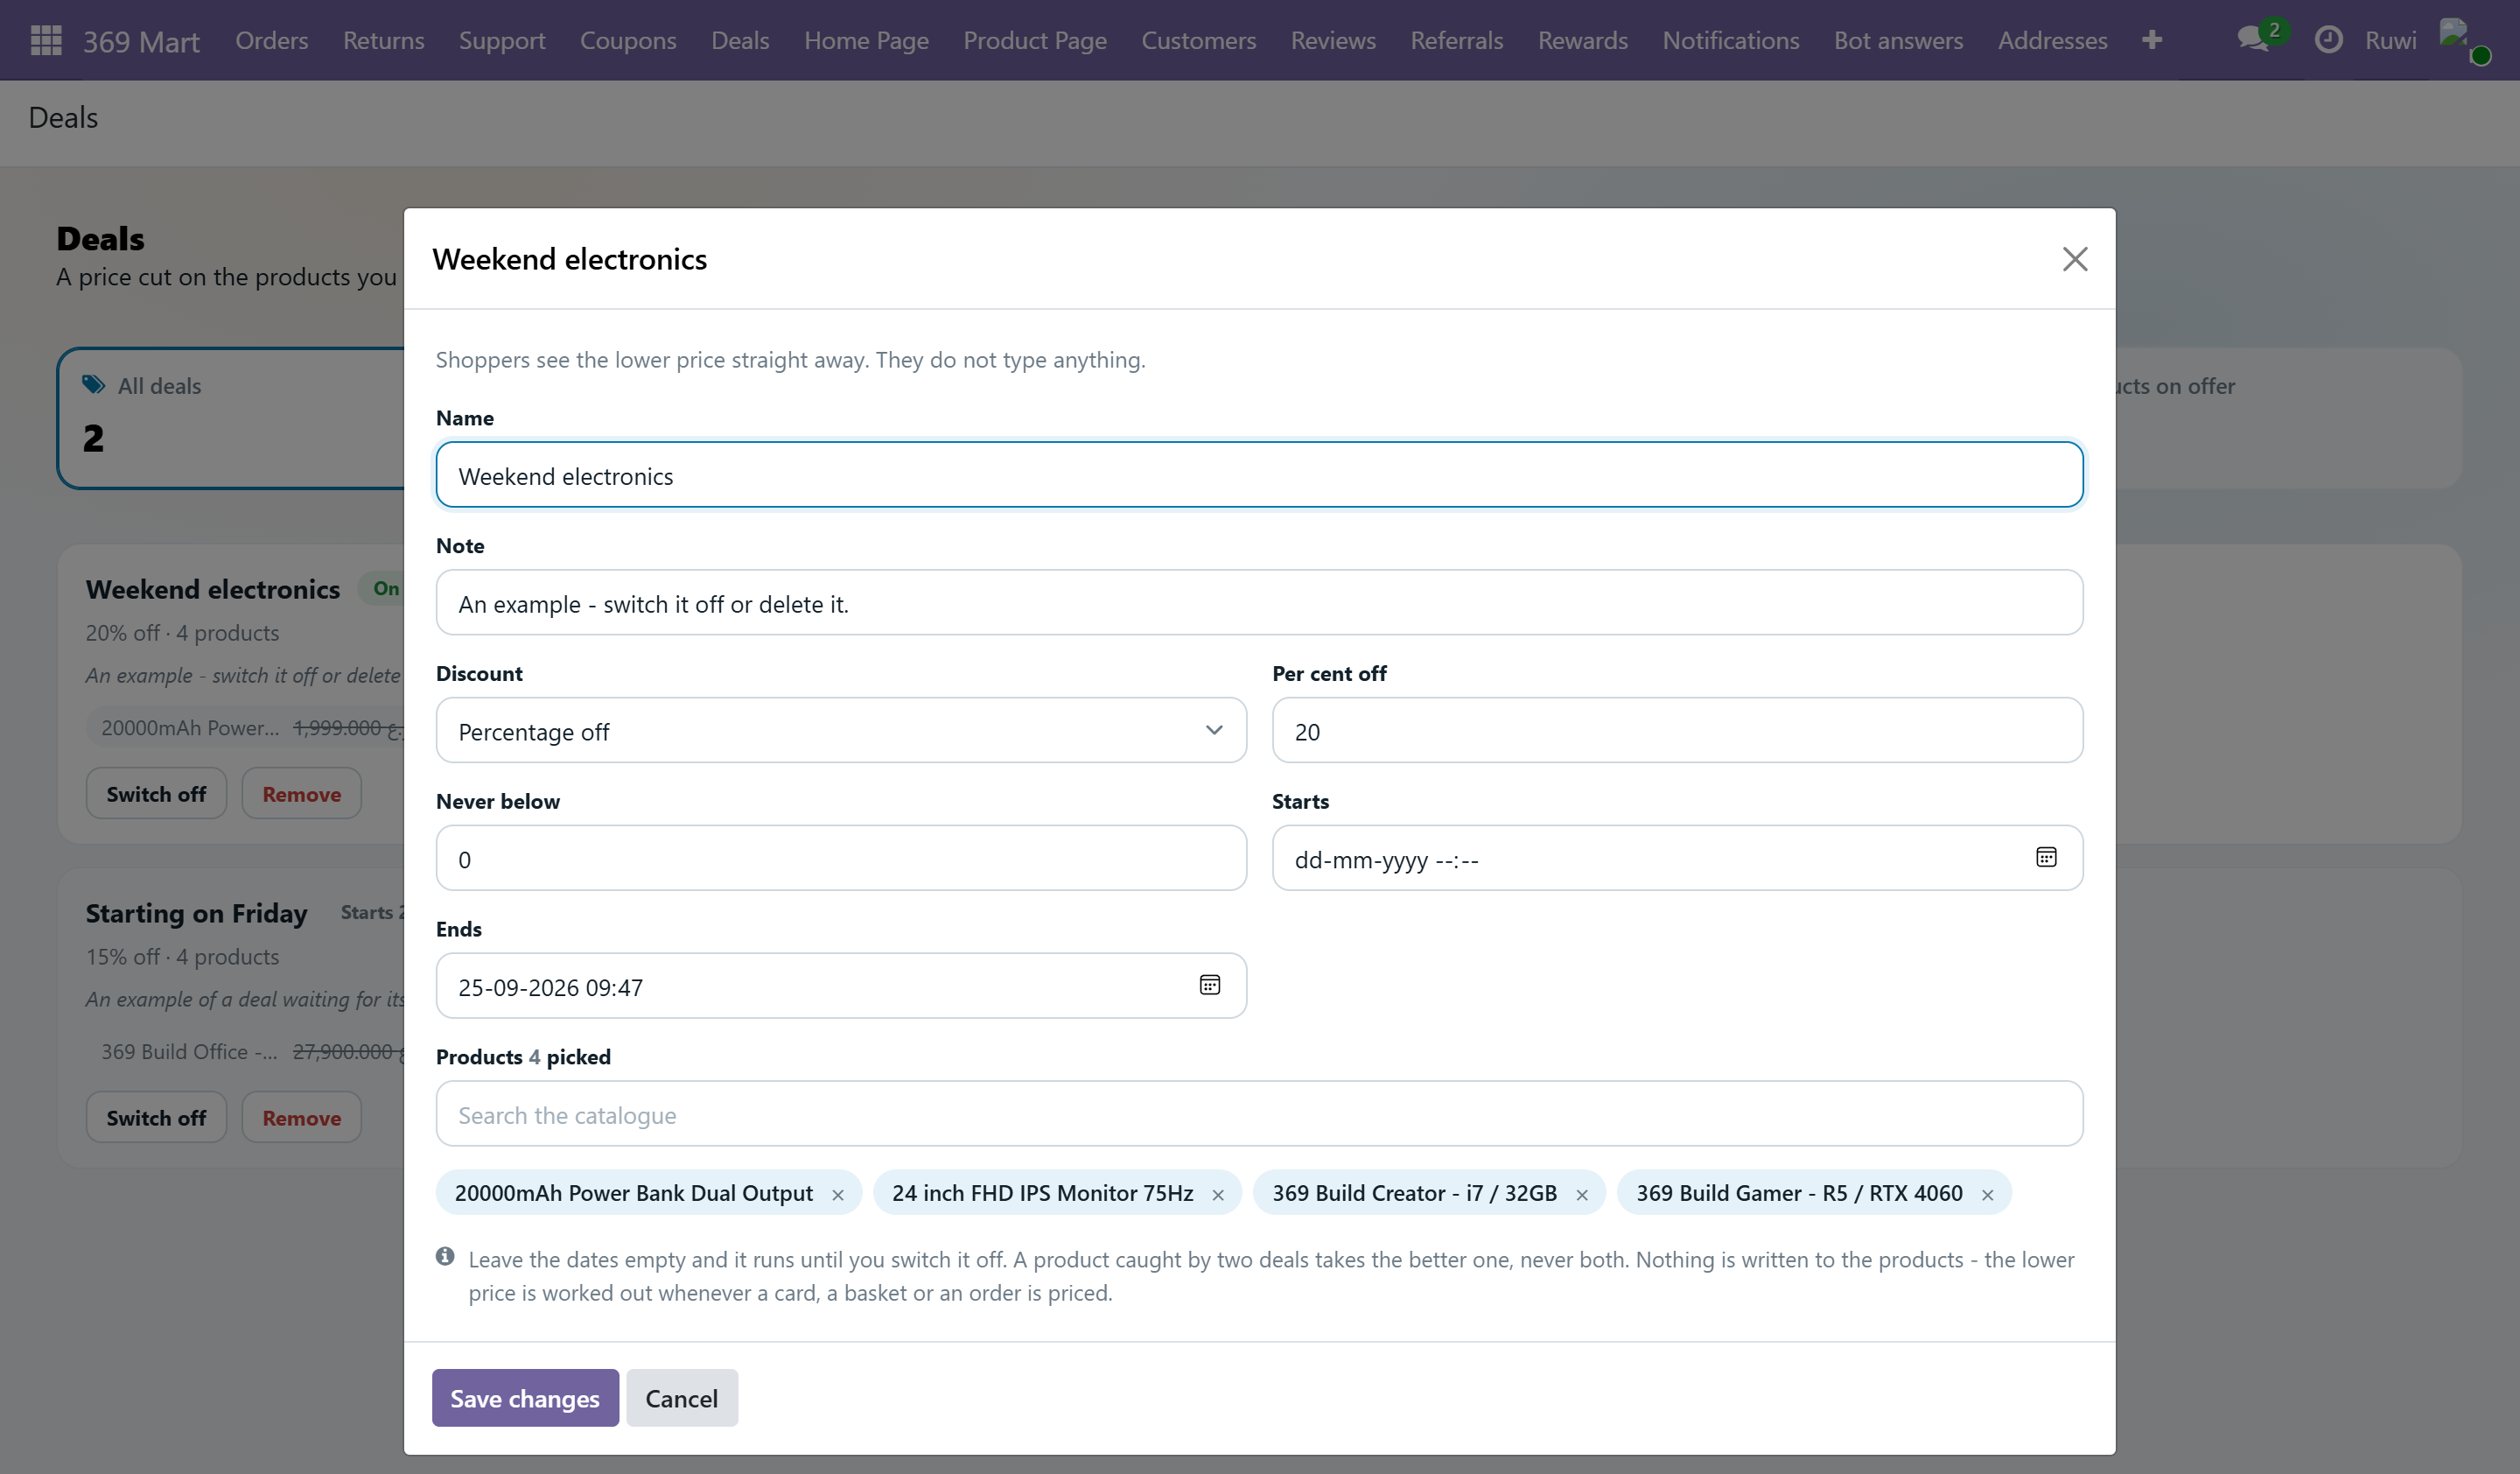 369 Mart Orders Returns Support Coupons Deals Home Page Product Page Customers Reviews Referrals Rewards Notifications Bot answers Addresses 2 Ruwi
Deals
Deals
A price cut on the products you
All deals
2
on offer
Weekend electronics On
20% off · 4 products
An example - switch it off or delete
20000mAh Power... 1,999.000
Switch off Remove
Starting on Friday Starts
15% off · 4 products
An example of a deal waiting for its
369 Build Office -... 27,900.000
Switch off Remove
Weekend electronics
Shoppers see the lower price straight away. They do not type anything.
Name
Weekend electronics
Note
An example - switch it off or delete it.
Discount Per cent off
Percentage off 20
Never below Starts
0 dd-mm-yyyy --:--
Ends
25-09-2026 09:47
Products 4 picked
Search the catalogue
20000mAh Power Bank Dual Output × 24 inch FHD IPS Monitor 75Hz × 369 Build Creator - i7 / 32GB × 369 Build Gamer - R5 / RTX 4060 ×
Leave the dates empty and it runs until you switch it off. A product caught by two deals takes the better one, never both. Nothing is written to the products - the lower
price is worked out whenever a card, a basket or an order is priced.
Save changes Cancel